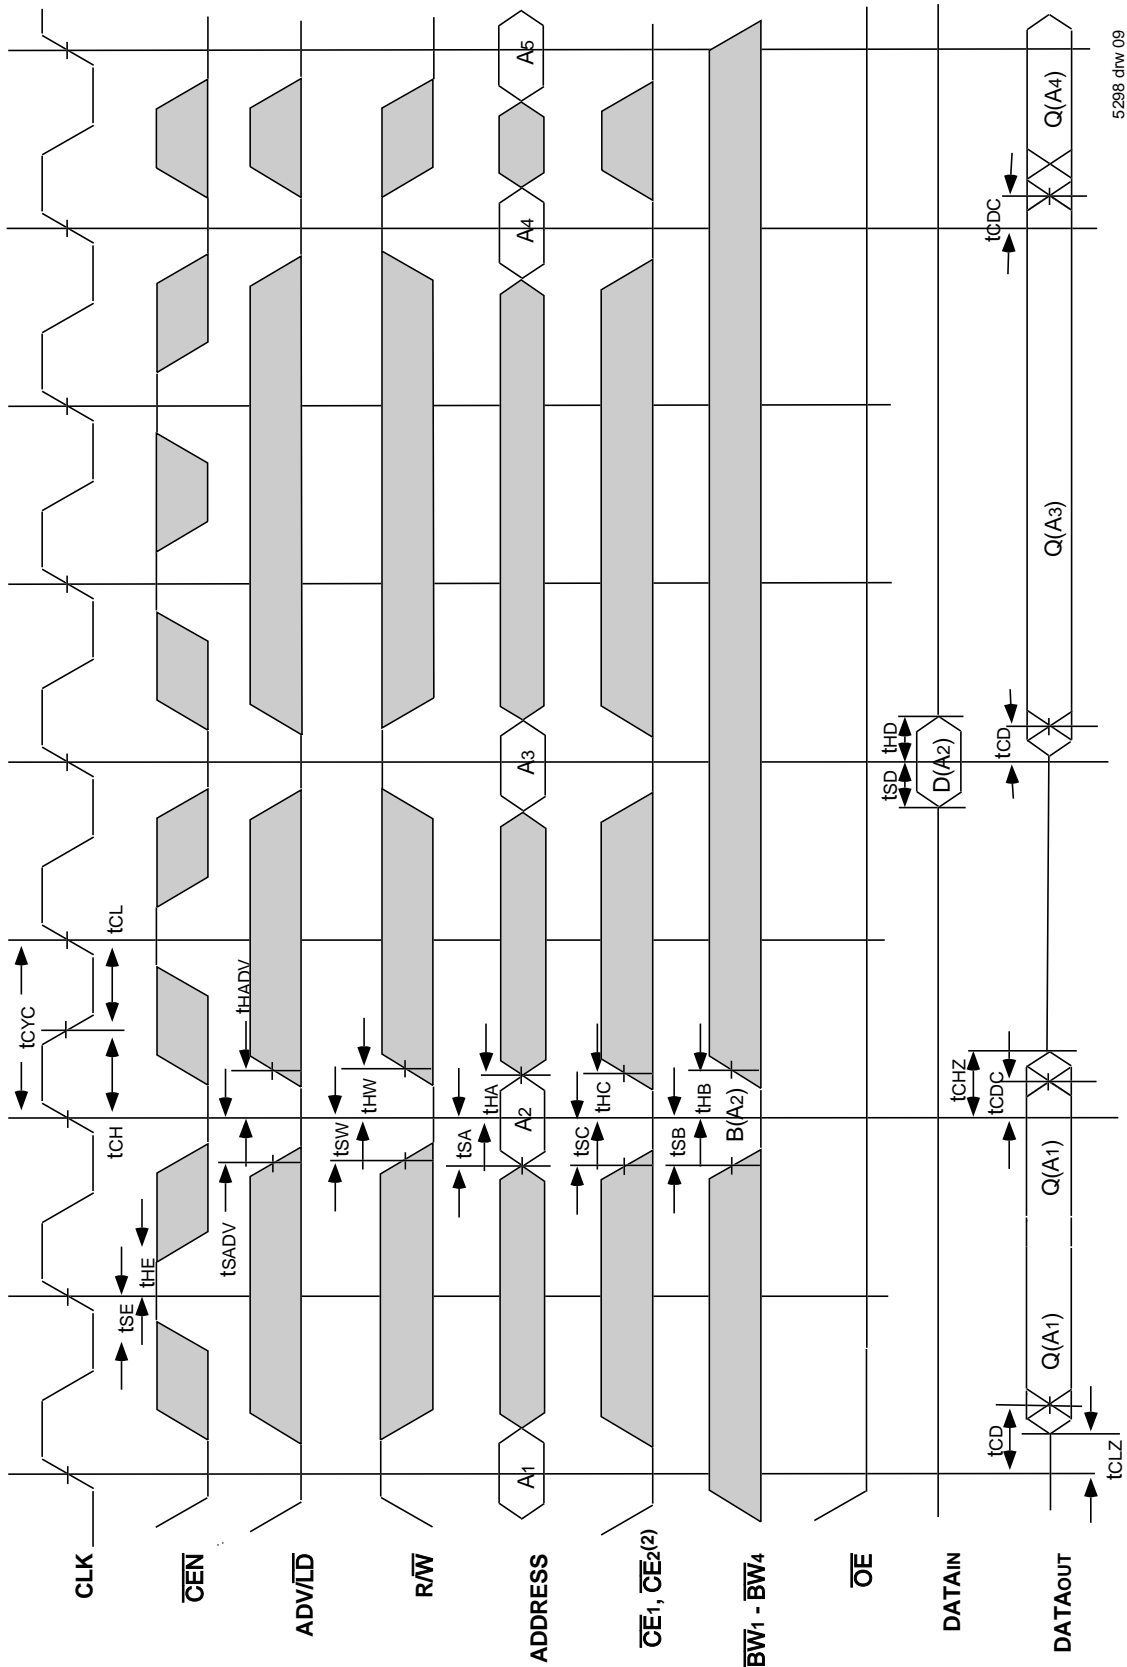 CLK
tCYC
tCH
tCL
CEN
tSE
tHE
ADV/LD
tSADV
tHADV
R/W
tSW
tHW
ADDRESS
A1
A2
A3
A4
A5
tSA
tHA
CE1, CE2(2)
tSC
tHC
BW1 - BW4
tSB
tHB
B(A2)
OE
DATAIN
tSD
tHD
D(A2)
DATAOUT
tCD
tCLZ
Q(A1)
Q(A1)
tCDC
tCHZ
tCD
Q(A3)
tCDC
Q(A4)
5298 drw 09